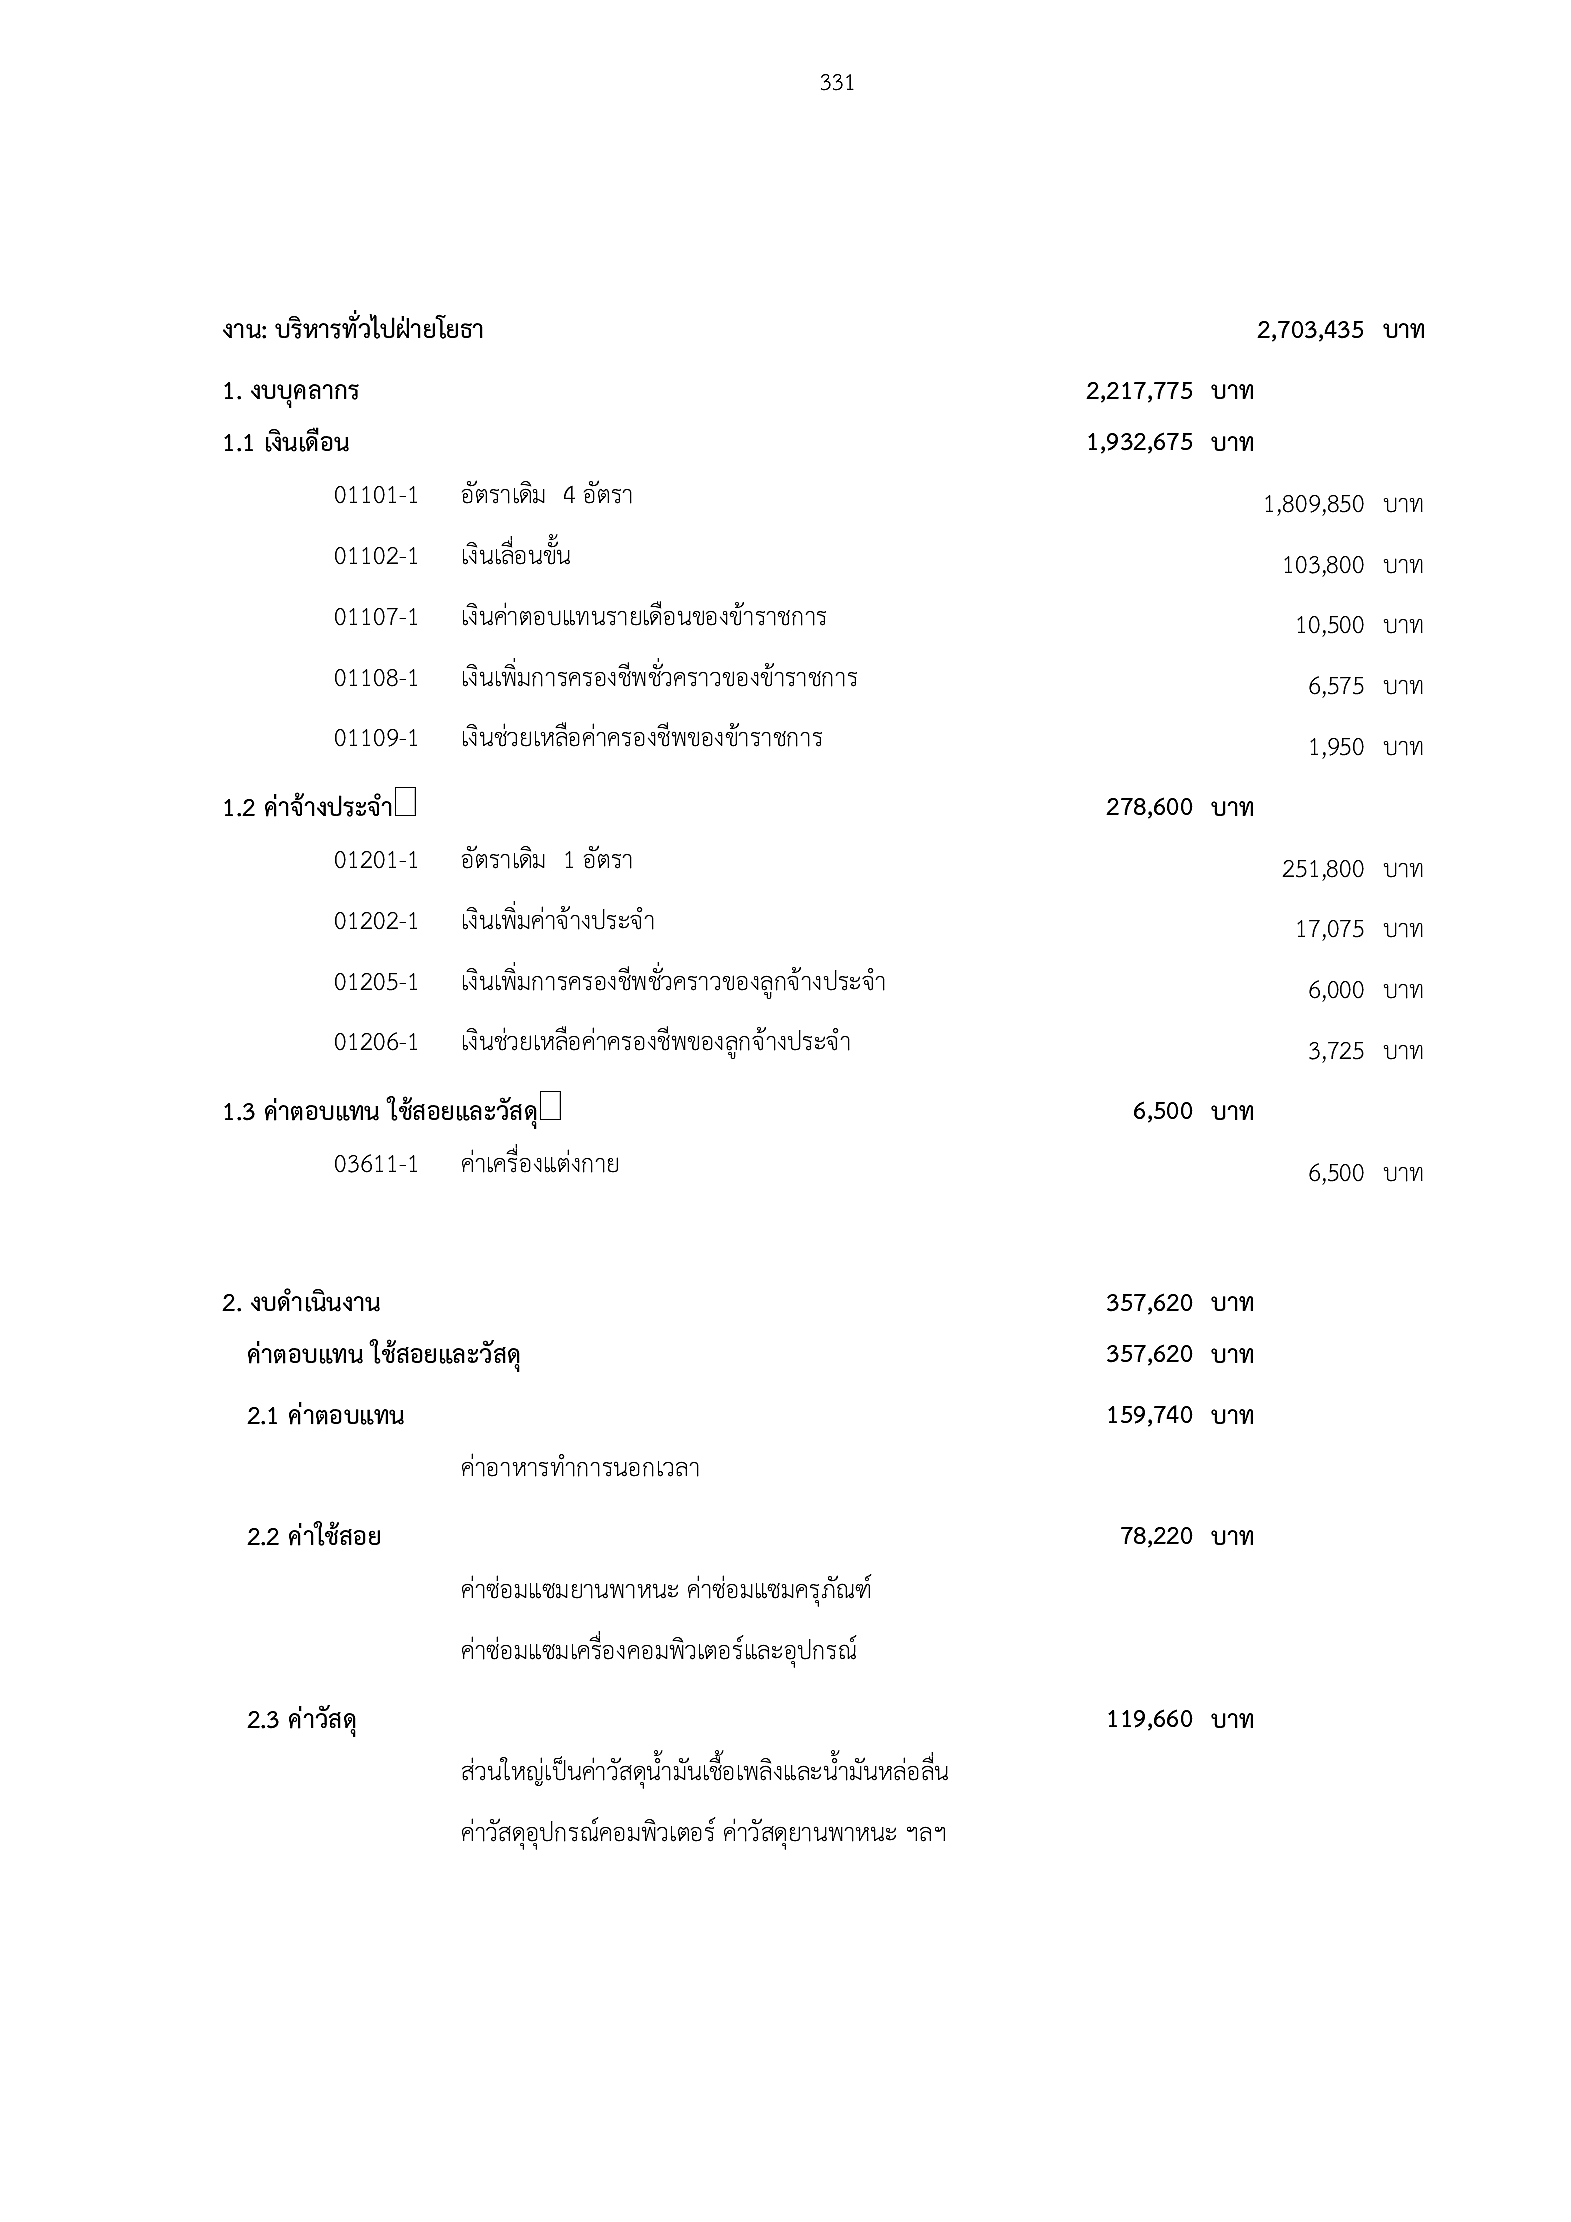 331
งาน: บริหารทั่วไปฝ่ายโยธา 2,703,435 บาท
1. งบบุคลากร 2,217,775 บาท
1.1 เงินเดือน 1,932,675 บาท
01101-1 อัตราเดิม 4 อัตรา 1,809,850 บาท
01102-1 เงินเลื่อนขั้น 103,800 บาท
01107-1 เงินค่าตอบแทนรายเดือนของข้าราชการ 10,500 บาท
01108-1 เงินเพิ่มการครองชีพชั่วคราวของข้าราชการ 6,575 บาท
01109-1 เงินช่วยเหลือค่าครองชีพของข้าราชการ 1,950 บาท
1.2 ค่าจ้างประจำ 278,600 บาท
01201-1 อัตราเดิม 1 อัตรา 251,800 บาท
01202-1 เงินเพิ่มค่าจ้างประจำ 17,075 บาท
01205-1 เงินเพิ่มการครองชีพชั่วคราวของลูกจ้างประจำ 6,000 บาท
01206-1 เงินช่วยเหลือค่าครองชีพของลูกจ้างประจำ 3,725 บาท
1.3 ค่าตอบแทน ใช้สอยและวัสดุ 6,500 บาท
03611-1 ค่าเครื่องแต่งกาย 6,500 บาท
2. งบดำเนินงาน 357,620 บาท
ค่าตอบแทน ใช้สอยและวัสดุ 357,620 บาท
2.1 ค่าตอบแทน 159,740 บาท
ค่าอาหารทำการนอกเวลา
2.2 ค่าใช้สอย 78,220 บาท
ค่าซ่อมแซมยานพาหนะ ค่าซ่อมแซมครุภัณฑ์
ค่าซ่อมแซมเครื่องคอมพิวเตอร์และอุปกรณ์
2.3 ค่าวัสดุ 119,660 บาท
ส่วนใหญ่เป็นค่าวัสดุน้ำมันเชื้อเพลิงและน้ำมันหล่อลื่น
ค่าวัสดุอุปกรณ์คอมพิวเตอร์ ค่าวัสดุยานพาหนะ ฯลฯ